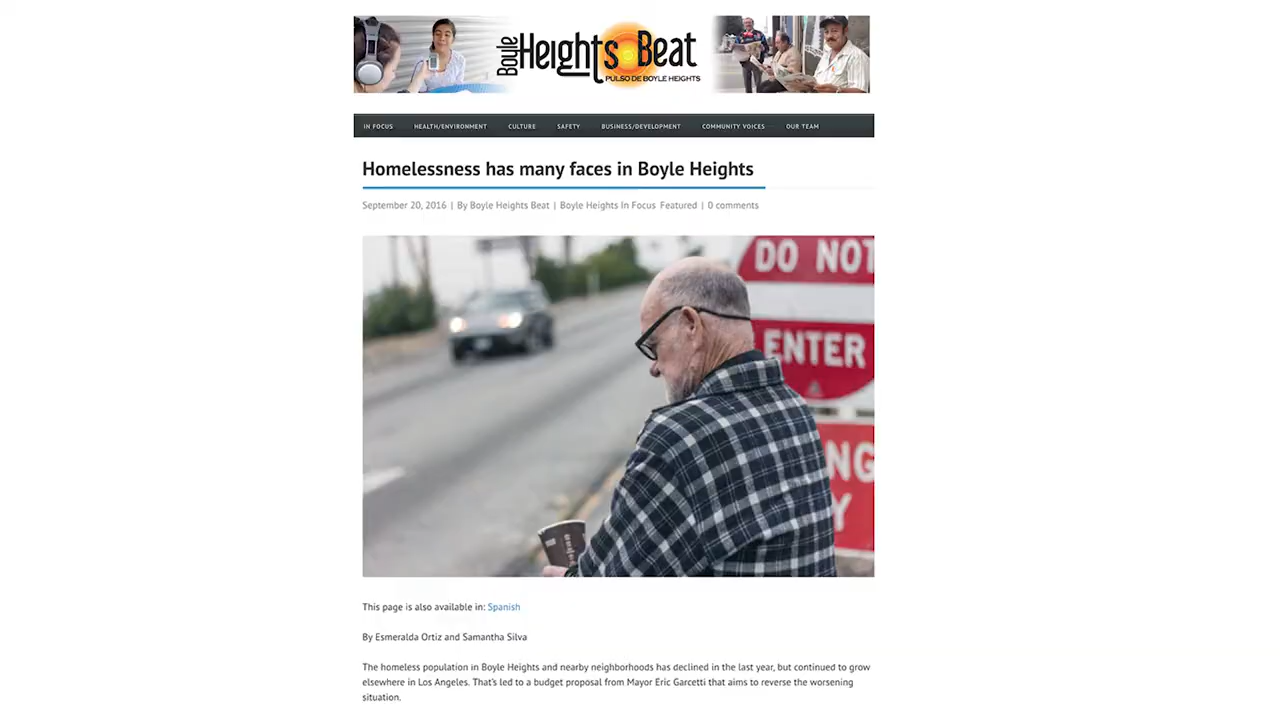 Boyle Heights Beat
PULSO DE BOYLE HEIGHTS
IN FOCUS HEALTH/ENVIRONMENT CULTURE SAFETY BUSINESS/DEVELOPMENT COMMUNITY VOICES OUR TEAM
Homelessness has many faces in Boyle Heights
September 20, 2016 | By Boyle Heights Beat | Boyle Heights In Focus Featured | 0 comments
DO NOT
ENTER
NG
Y
This page is also available in: Spanish
By Esmeralda Ortiz and Samantha Silva
The homeless population in Boyle Heights and nearby neighborhoods has declined in the last year, but continued to grow
elsewhere in Los Angeles. That's led to a budget proposal from Mayor Eric Garcetti that aims to reverse the worsening
situation.